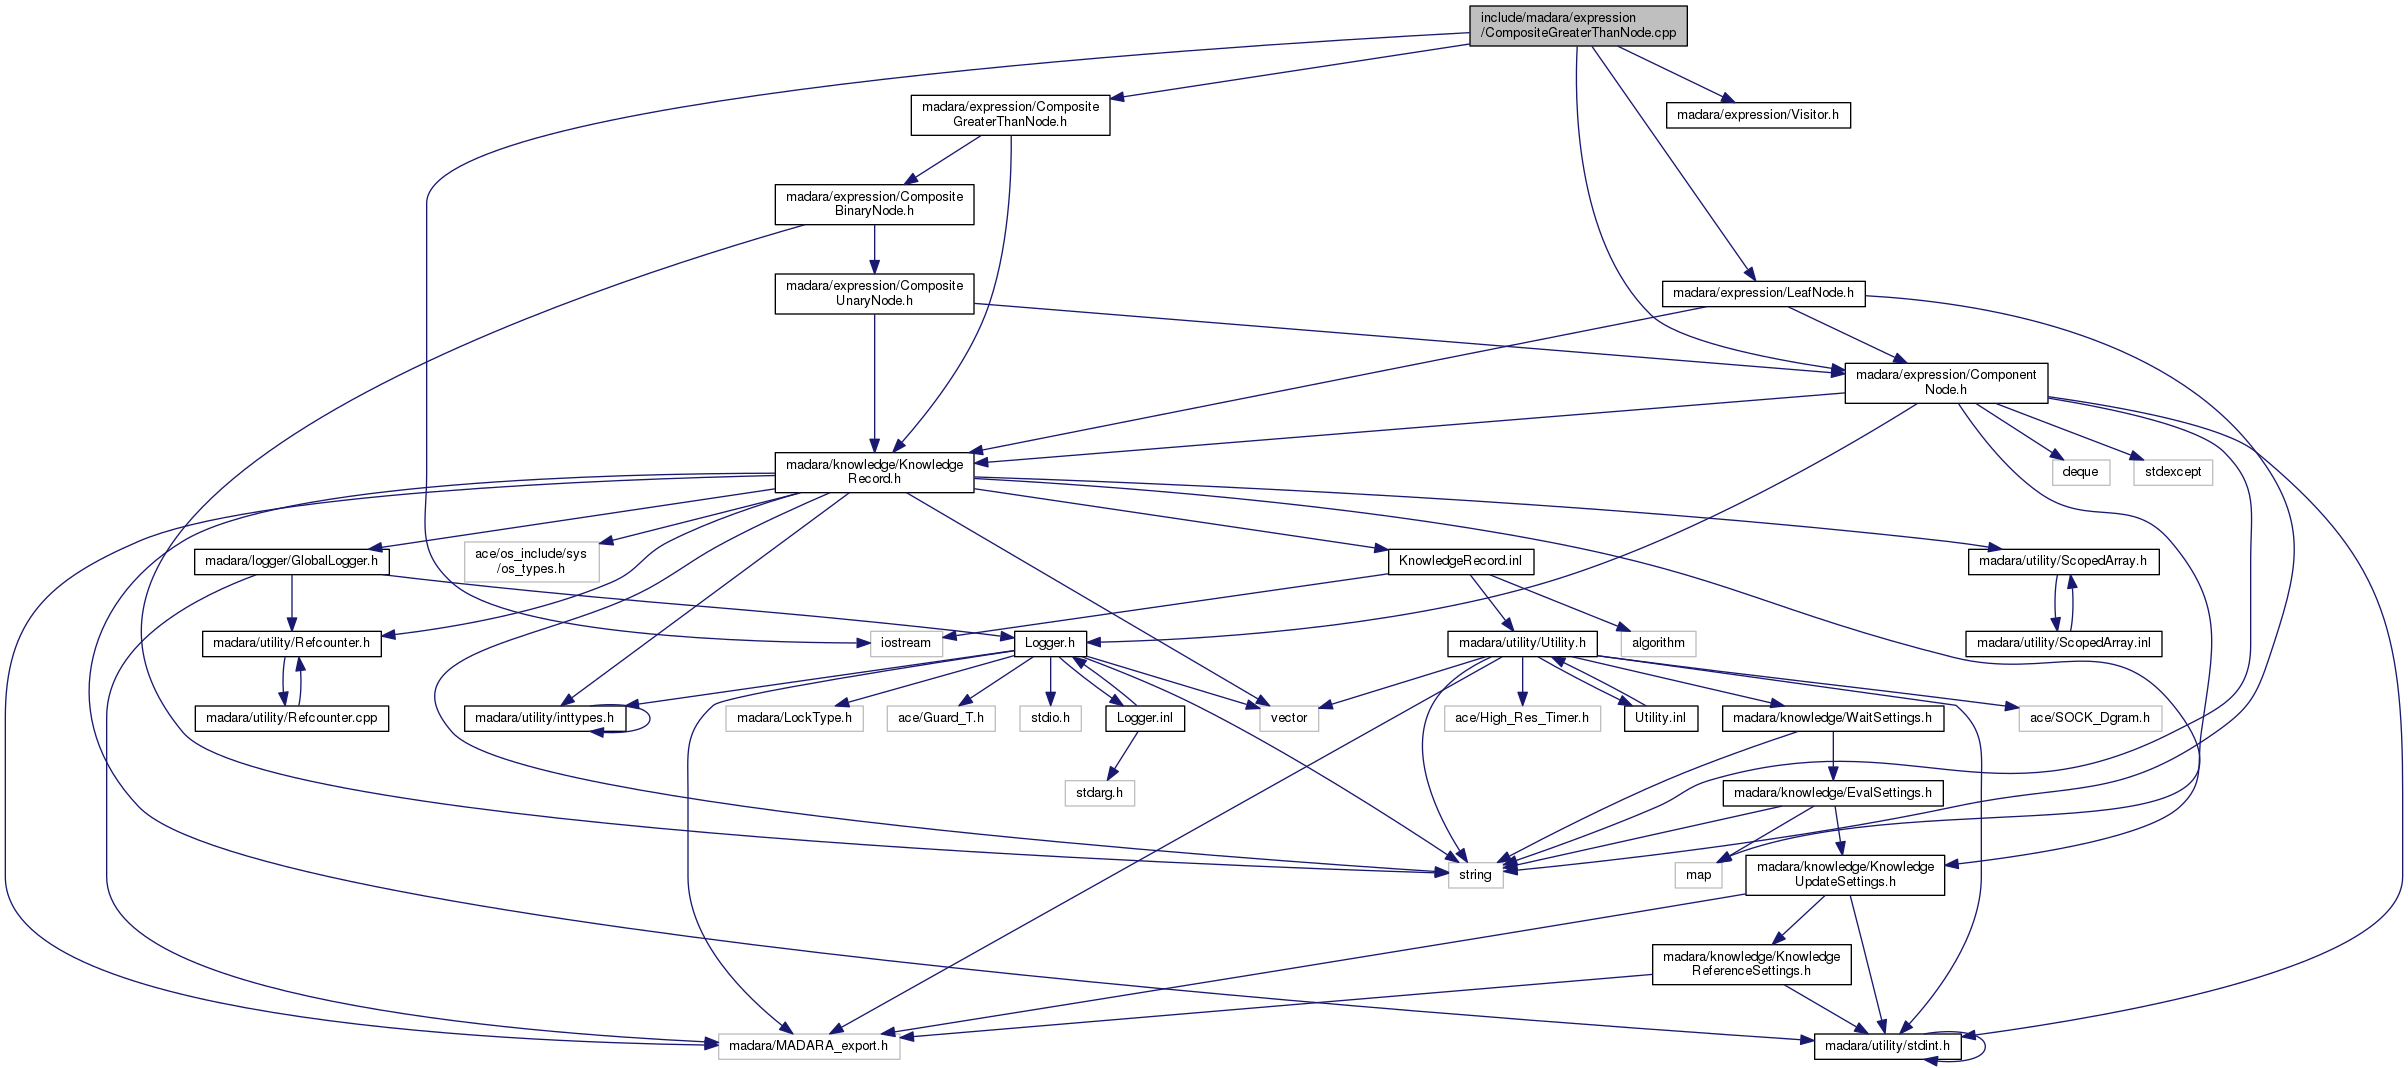 include/madara/expression
/CompositeGreaterThanNode.cpp
madara/expression/Composite
GreaterThanNode.h
madara/expression/Visitor.h
madara/expression/Composite
BinaryNode.h
madara/expression/Composite
UnaryNode.h
madara/expression/LeafNode.h
madara/expression/Component
Node.h
madara/knowledge/Knowledge
Record.h
deque
stdexcept
madara/logger/GlobalLogger.h
ace/os_include/sys
/os_types.h
KnowledgeRecord.inl
madara/utility/ScopedArray.h
madara/utility/Refcounter.h
iostream
Logger.h
madara/utility/Utility.h
algorithm
madara/utility/ScopedArray.inl
madara/utility/Refcounter.cpp
madara/utility/inttypes.h
madara/LockType.h
ace/Guard_T.h
stdio.h
Logger.inl
vector
ace/High_Res_Timer.h
Utility.inl
madara/knowledge/WaitSettings.h
ace/SOCK_Dgram.h
stdarg.h
madara/knowledge/EvalSettings.h
string
map
madara/knowledge/Knowledge
UpdateSettings.h
madara/knowledge/Knowledge
ReferenceSettings.h
madara/MADARA_export.h
madara/utility/stdint.h